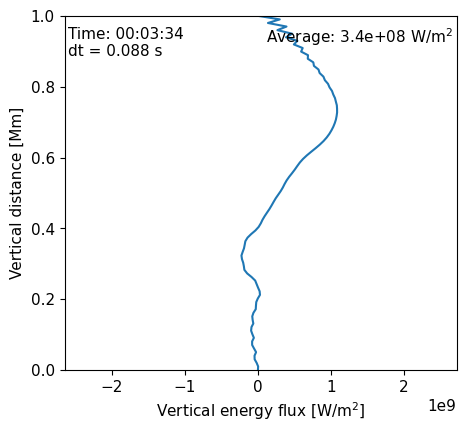 Time: 00:03:34
dt = 0.088 s
Average: 3.4e+08 W/m²
1.0
0.8
0.6
0.4
0.2
0.0
Vertical distance [Mm]
−2
−1
0
1
2
1e9
Vertical energy flux [W/m²]